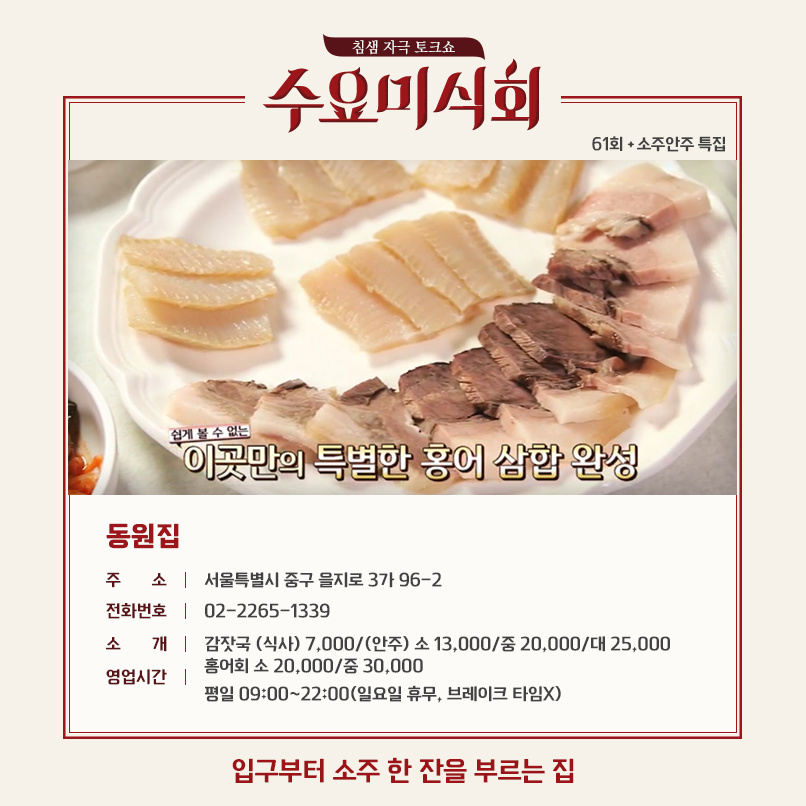 침샘 자극 토크쇼
수요미식회
61회 + 소주안주 특집
쉽게 볼 수 없는
이곳만의 특별한 홍어 삼합 완성
동원집
주 소 | 서울특별시 중구 을지로 3가 96-2
전화번호 | 02-2265-1339
소 개 | 감잣국 (식사) 7,000/(안주) 소 13,000/중 20,000/대 25,000
홍어회 소 20,000/중 30,000
영업시간 | 평일 09:00~22:00(일요일 휴무, 브레이크 타임X)
입구부터 소주 한 잔을 부르는 집